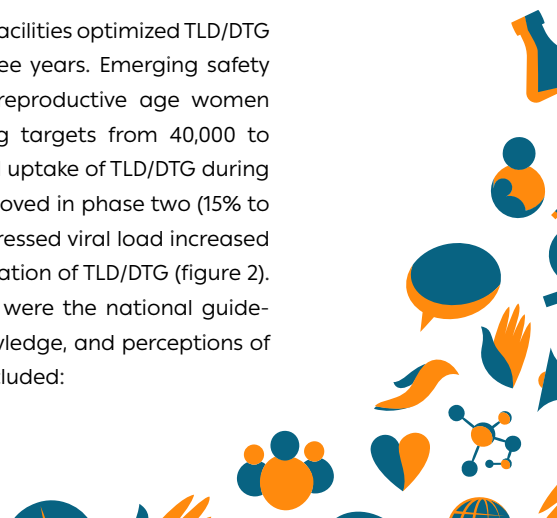 acilities optimized TLD/DTG
ee years. Emerging safety
reproductive age women
g targets from 40,000 to
uptake of TLD/DTG during
oved in phase two (15% to
ressed viral load increased
ation of TLD/DTG (figure 2).
were the national guide-
ledge, and perceptions of
luded: